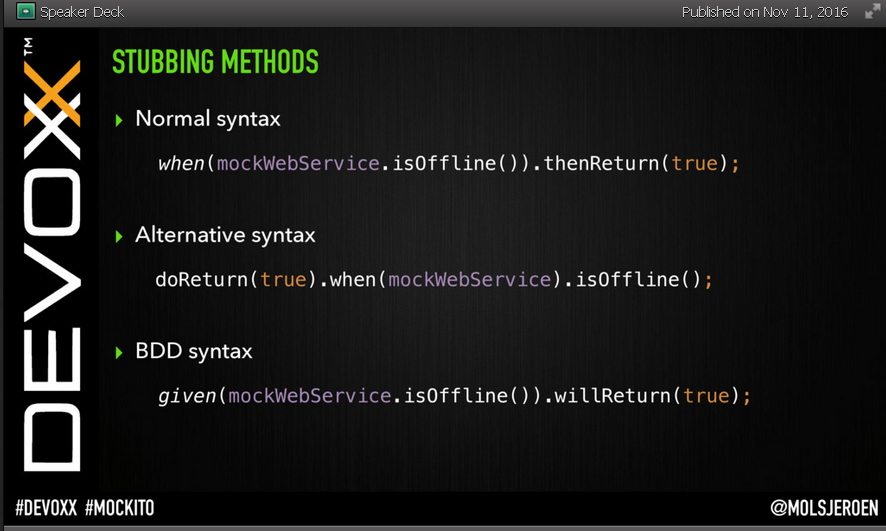 Speaker Deck
Published on Nov 11, 2016
DEVOXX™
STUBBING METHODS
Normal syntax
when(mockWebService.isOffline()).thenReturn(true);
Alternative syntax
doReturn(true).when(mockWebService).isOffline();
BDD syntax
given(mockWebService.isOffline()).willReturn(true);
#DEVOXX #MOCKITO
@MOLSJEROEN